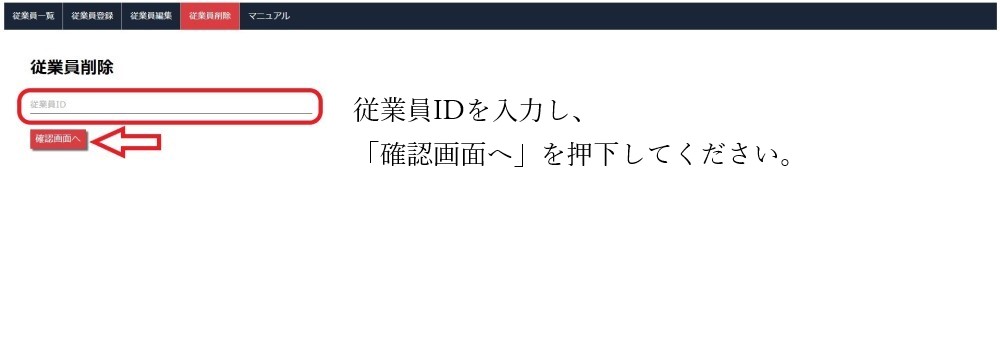 従業員一覧 従業員登録 従業員編集 従業員削除 マニュアル
従業員削除
従業員ID
確認画面へ
従業員IDを入力し、
「確認画面へ」を押下してください。